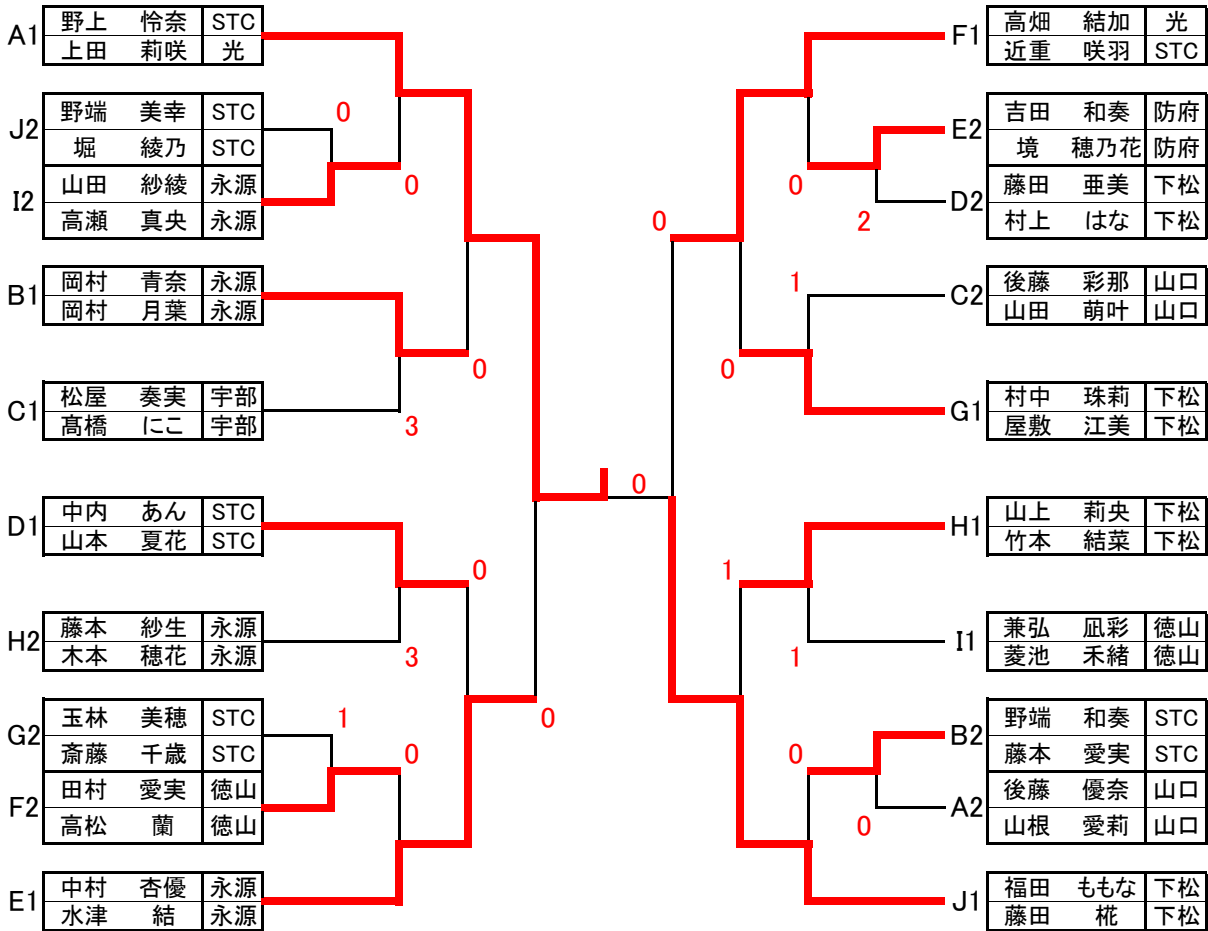 A1 野上 怜奈 STC
上田 莉咲 光
J2 野端 美幸 STC
堀 綾乃 STC
I2 山田 紗綾 永源
高瀬 真央 永源
B1 岡村 青奈 永源
岡村 月葉 永源
C1 松屋 奏実 宇部
髙橋 にこ 宇部
D1 中内 あん STC
山本 夏花 STC
H2 藤本 紗生 永源
木本 穂花 永源
G2 玉林 美穂 STC
斎藤 千歳 STC
F2 田村 愛実 徳山
高松 蘭 徳山
E1 中村 杏優 永源
水津 結 永源
0
0
0
3
0
3
1
0
0
0
0
0
2
1
0
1
1
0
0
F1 高畑 結加 光
近重 咲羽 STC
E2 吉田 和奏 防府
境 穂乃花 防府
D2 藤田 亜美 下松
村上 はな 下松
C2 後藤 彩那 山口
山田 萌叶 山口
G1 村中 珠莉 下松
屋敷 江美 下松
H1 山上 莉央 下松
竹本 結菜 下松
I1 兼弘 凪彩 徳山
菱池 禾緒 徳山
B2 野端 和奏 STC
藤本 愛実 STC
A2 後藤 優奈 山口
山根 愛莉 山口
J1 福田 ももな 下松
藤田 椛 下松